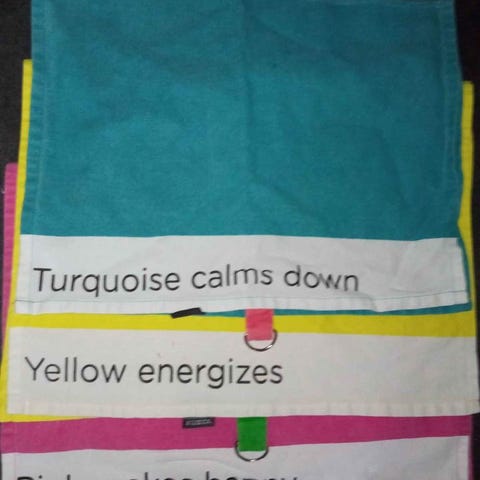 Turquoise calms down
Yellow energizes